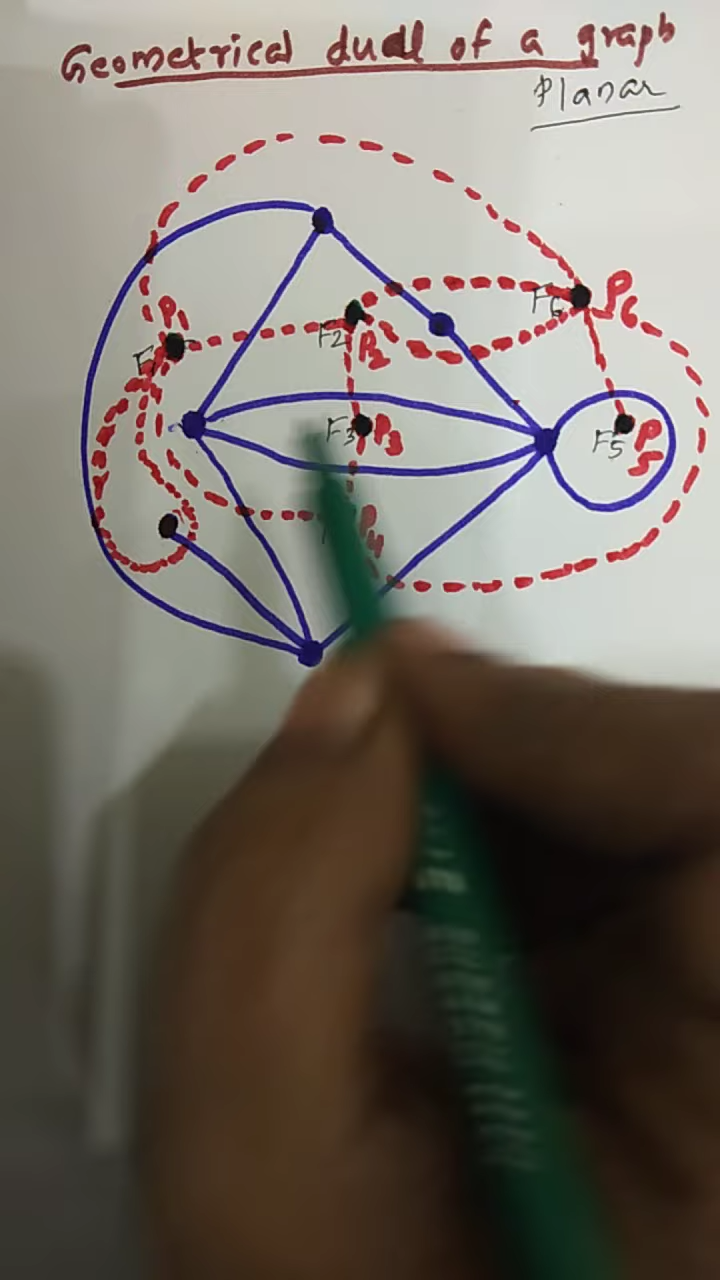 Geometrical dual of a graph
Planar
F6 P6
P1
F2 P2
F
F3 P3
F5 P5
P4